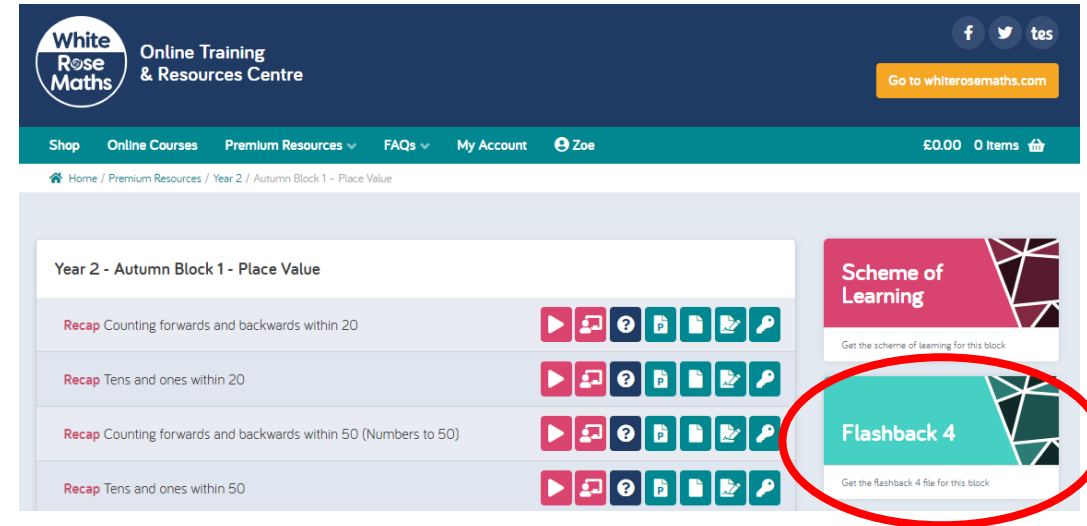 White
Rose
Maths
Online Training
& Resources Centre
f
tes
Go to whiterosemaths.com
Shop Online Courses Premium Resources FAQs My Account Zoe £0.00 0 Items
Home / Premium Resources / Year 2 / Autumn Block 1 – Place Value
Year 2 - Autumn Block 1 - Place Value
Recap Counting forwards and backwards within 20
?
P
Recap Tens and ones within 20
?
P
Recap Counting forwards and backwards within 50 (Numbers to 50)
?
P
Recap Tens and ones within 50
?
P
Scheme of
Learning
Get the scheme of learning for this block
Flashback 4
Get the flashback 4 file for this block